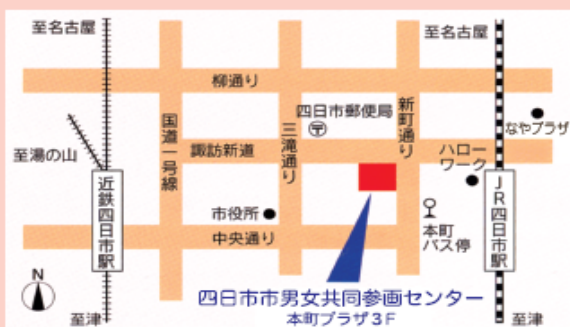 至名古屋
至名古屋
柳通り
四日市郵便局
なやプラザ
国道一号線
三滝通り
新町通り
諏訪新道
ハロー
ワーク
至湯の山
近鉄四日市駅
JR四日市駅
市役所
本町
バス停
中央通り
N
四日市市男女共同参画センター
本町プラザ3F
至津
至津